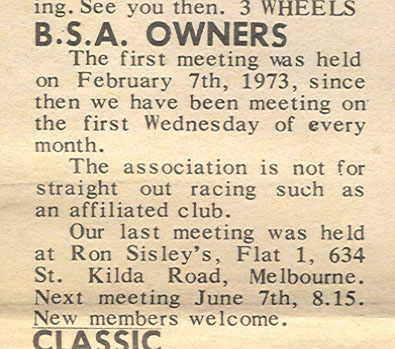 ing. See you then. 3 WHEELS
B.S.A. OWNERS
The first meeting was held
on February 7th, 1973, since
then we have been meeting on
the first Wednesday of every
month.
The association is not for
straight out racing such as
an affiliated club.
Our last meeting was held
at Ron Sisley's, Flat 1, 634
St. Kilda Road, Melbourne.
Next meeting June 7th, 8.15.
New members welcome.
CLASSIC